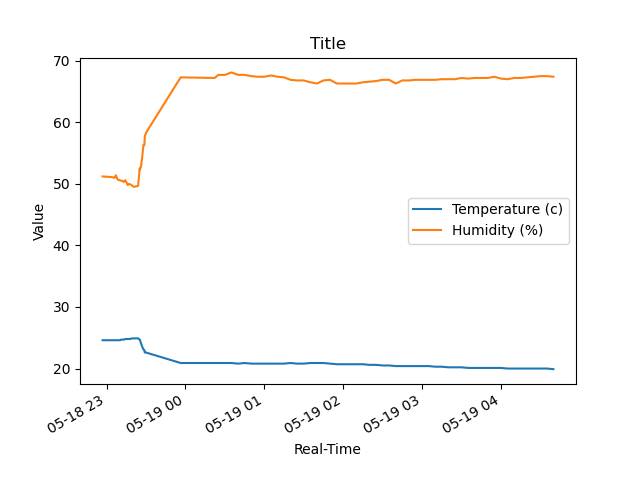 Title
70
60
50
40
30
20
Value
Temperature (c)
Humidity (%)
05-18 23
05-19 00
05-19 01
05-19 02
05-19 03
05-19 04
Real-Time